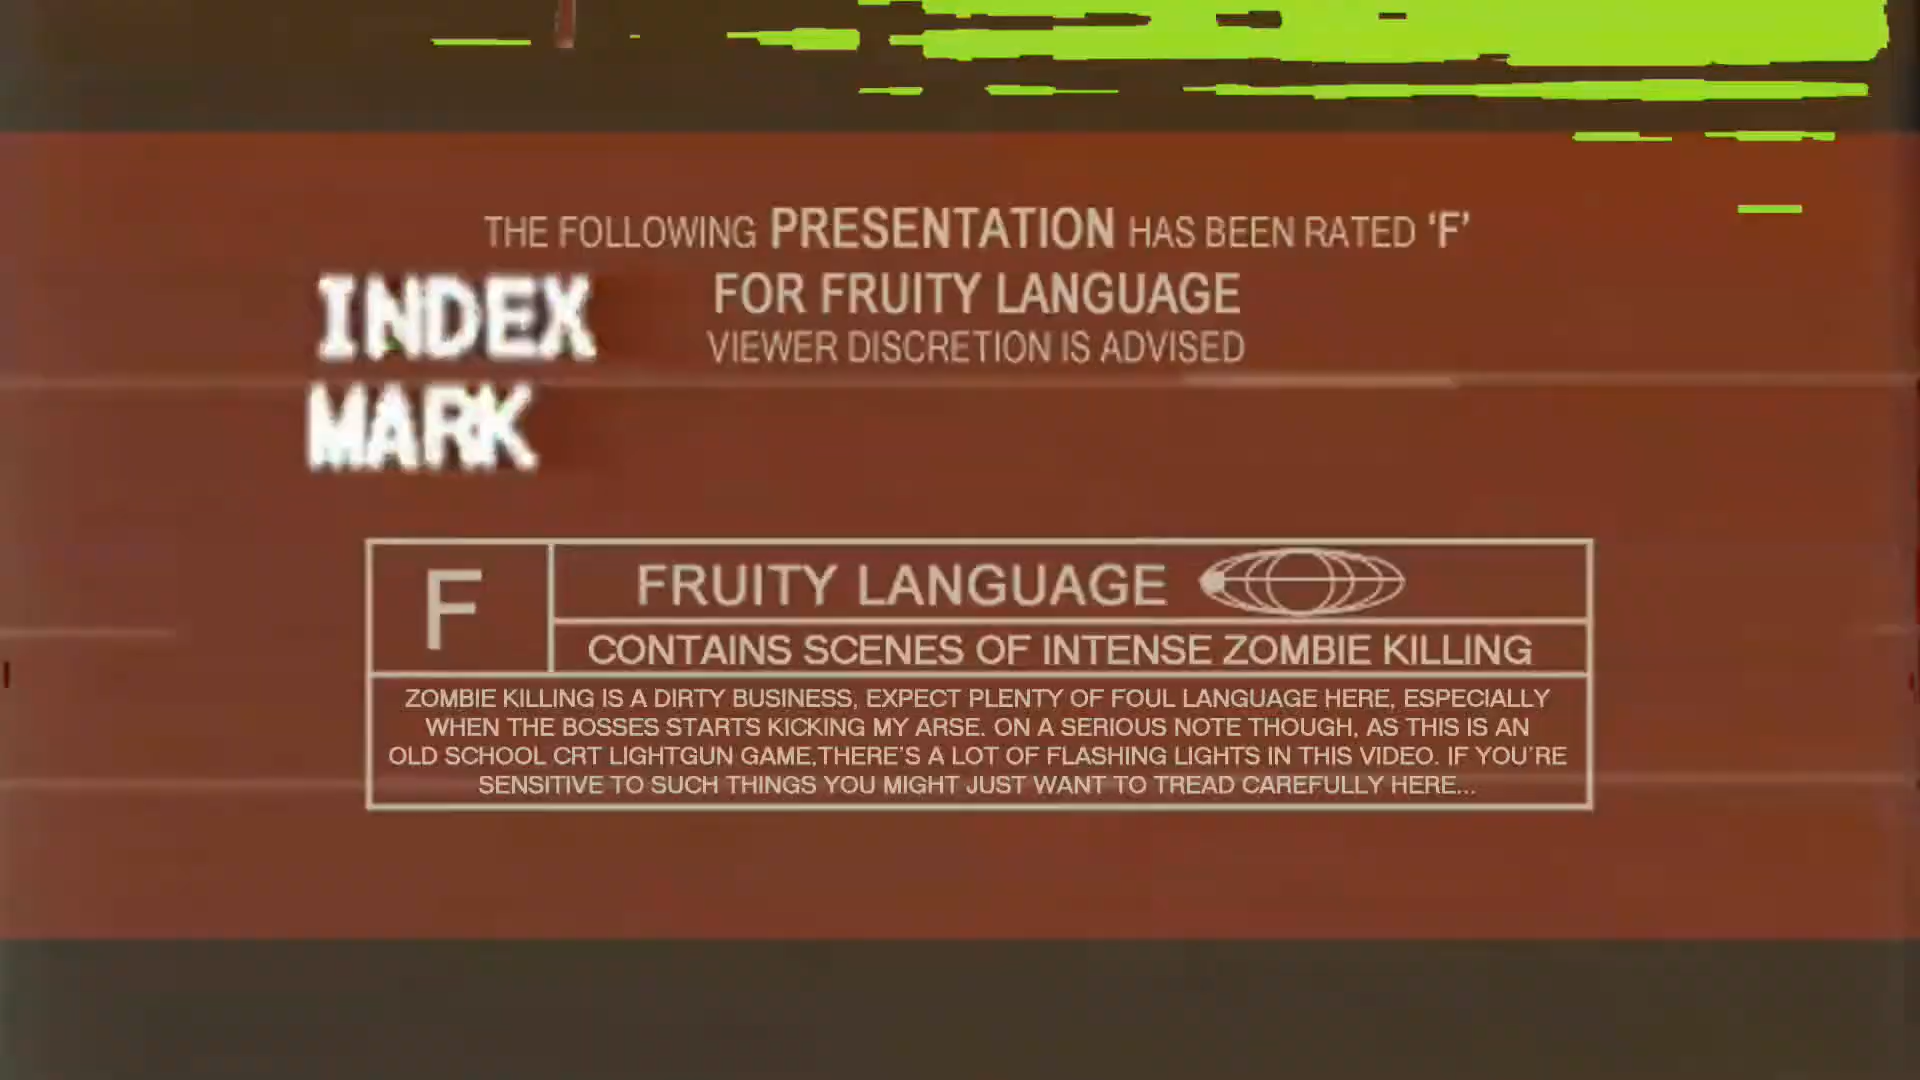 THE FOLLOWING PRESENTATION HAS BEEN RATED ‘F’
FOR FRUITY LANGUAGE
VIEWER DISCRETION IS ADVISED
INDEX
MARK
F
FRUITY LANGUAGE
CONTAINS SCENES OF INTENSE ZOMBIE KILLING
ZOMBIE KILLING IS A DIRTY BUSINESS, EXPECT PLENTY OF FOUL LANGUAGE HERE, ESPECIALLY
WHEN THE BOSSES STARTS KICKING MY ARSE. ON A SERIOUS NOTE THOUGH, AS THIS IS AN
OLD SCHOOL CRT LIGHTGUN GAME,THERE’S A LOT OF FLASHING LIGHTS IN THIS VIDEO. IF YOU’RE
SENSITIVE TO SUCH THINGS YOU MIGHT JUST WANT TO TREAD CAREFULLY HERE...